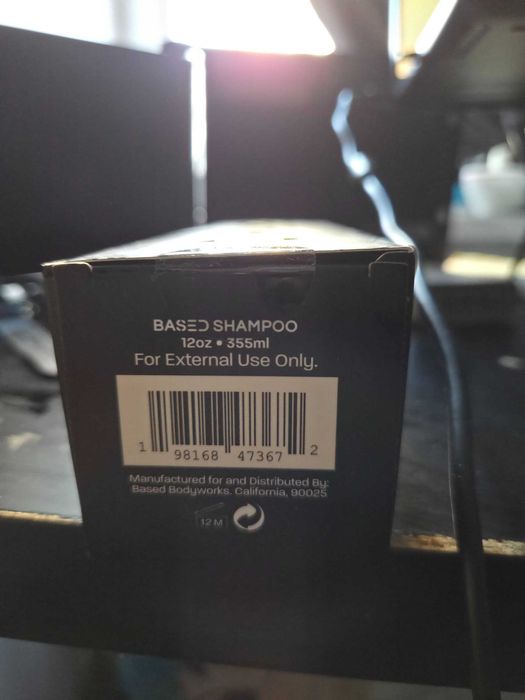 BASED SHAMPOO
12oz • 355ml
For External Use Only.
1 98168 47367 2
Manufactured for and Distributed By:
Based Bodyworks. California, 90025
12 M